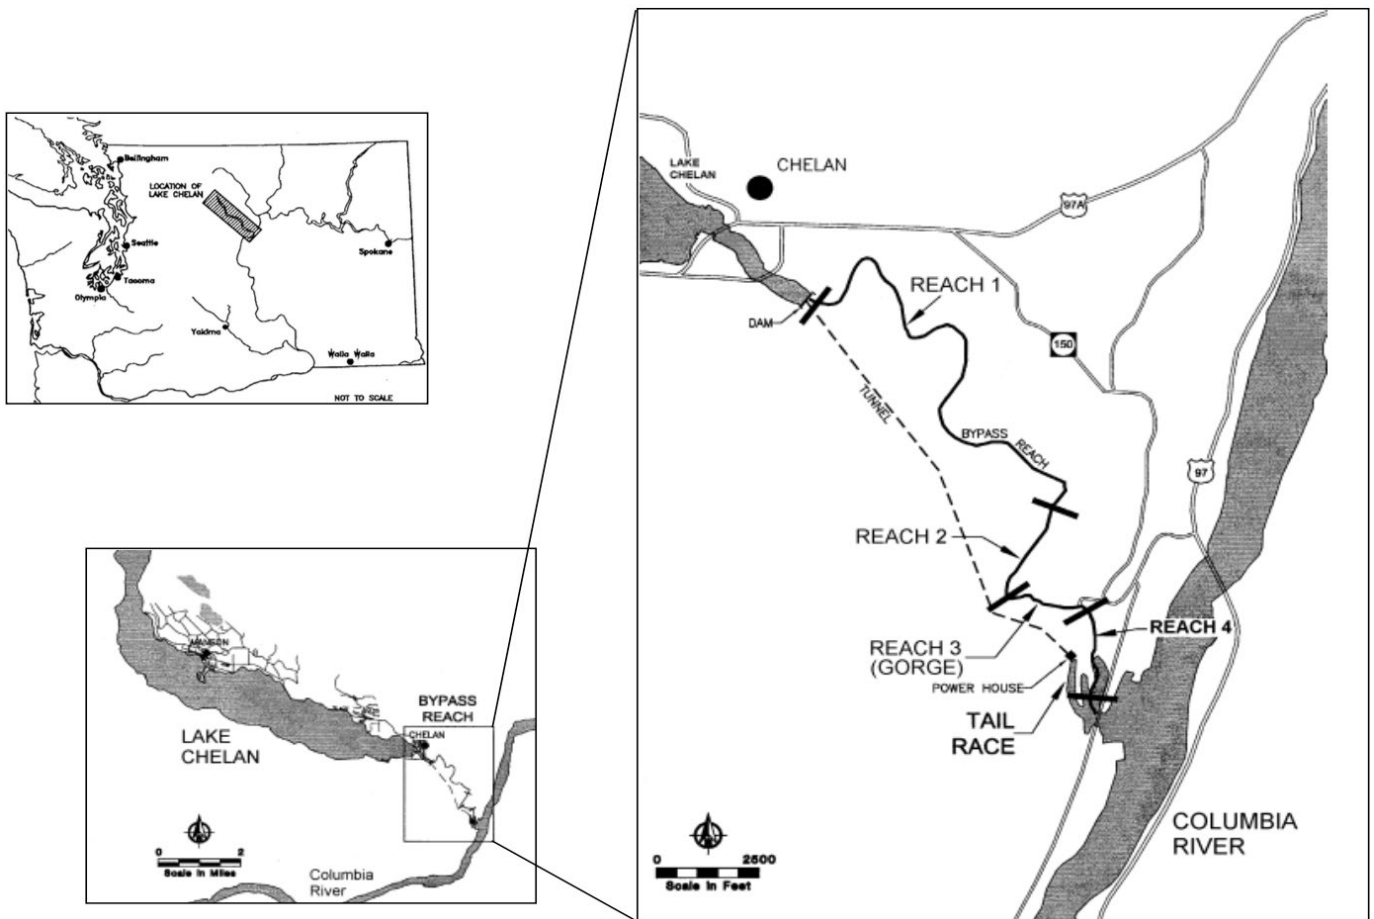 Bellingham
LOCATION OF
LAKE CHELAN
Seattle
Spokane
Tacoma
Olympia
Yakima
Walla Walla
NOT TO SCALE
MANSON
BYPASS
REACH
CHELAN
LAKE
CHELAN
0 2
Scale in Miles
Columbia
River
LAKE
CHELAN
CHELAN
97A
REACH 1
DAM
150
TUNNEL
BYPASS REACH
97
REACH 2
REACH 4
REACH 3
(GORGE)
POWER HOUSE
TAIL
RACE
COLUMBIA
RIVER
0 2500
Scale in Feet